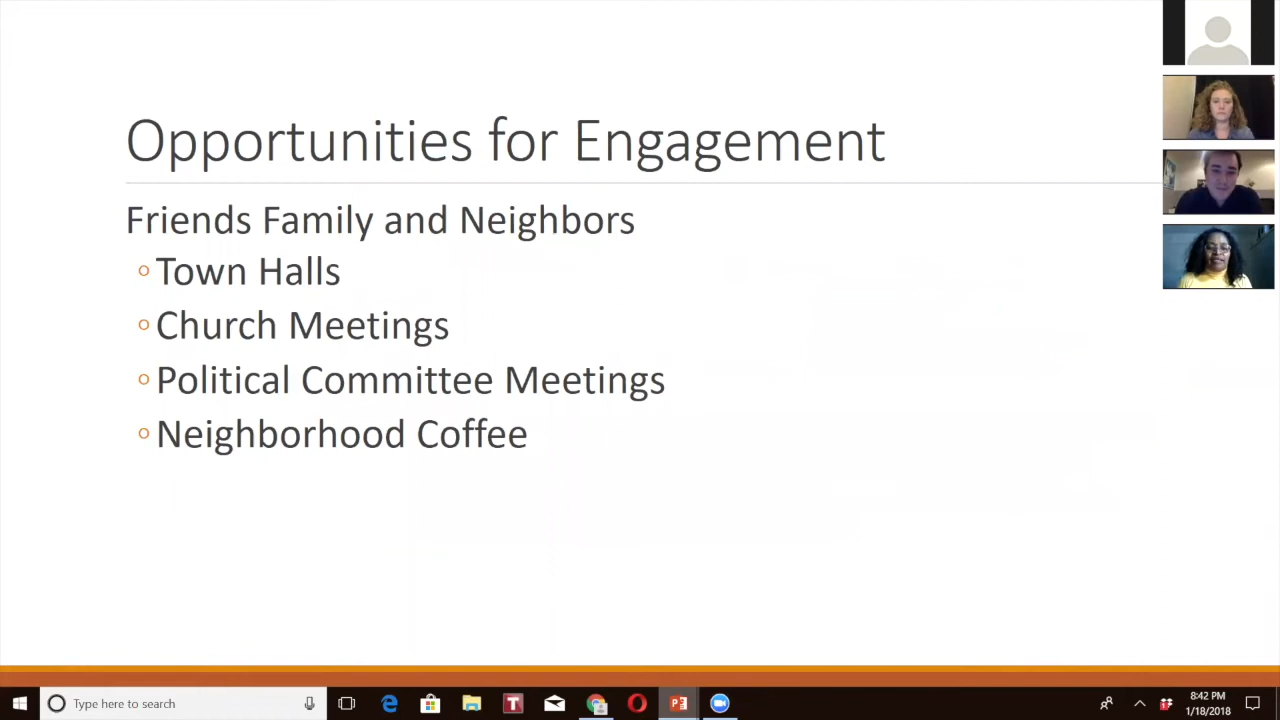 Opportunities for Engagement
Friends Family and Neighbors
Town Halls
Church Meetings
Political Committee Meetings
Neighborhood Coffee
Type here to search
8:42 PM
1/18/2018